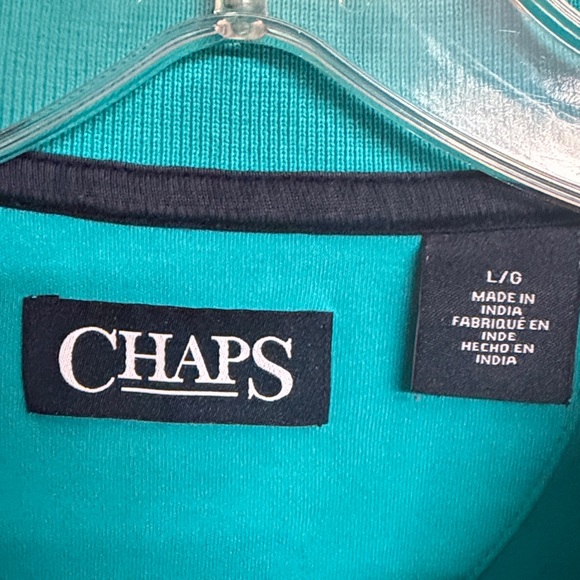 CHAPS
L/G
MADE IN
INDIA
FABRIQUÉ EN
INDE
HECHO EN
INDIA